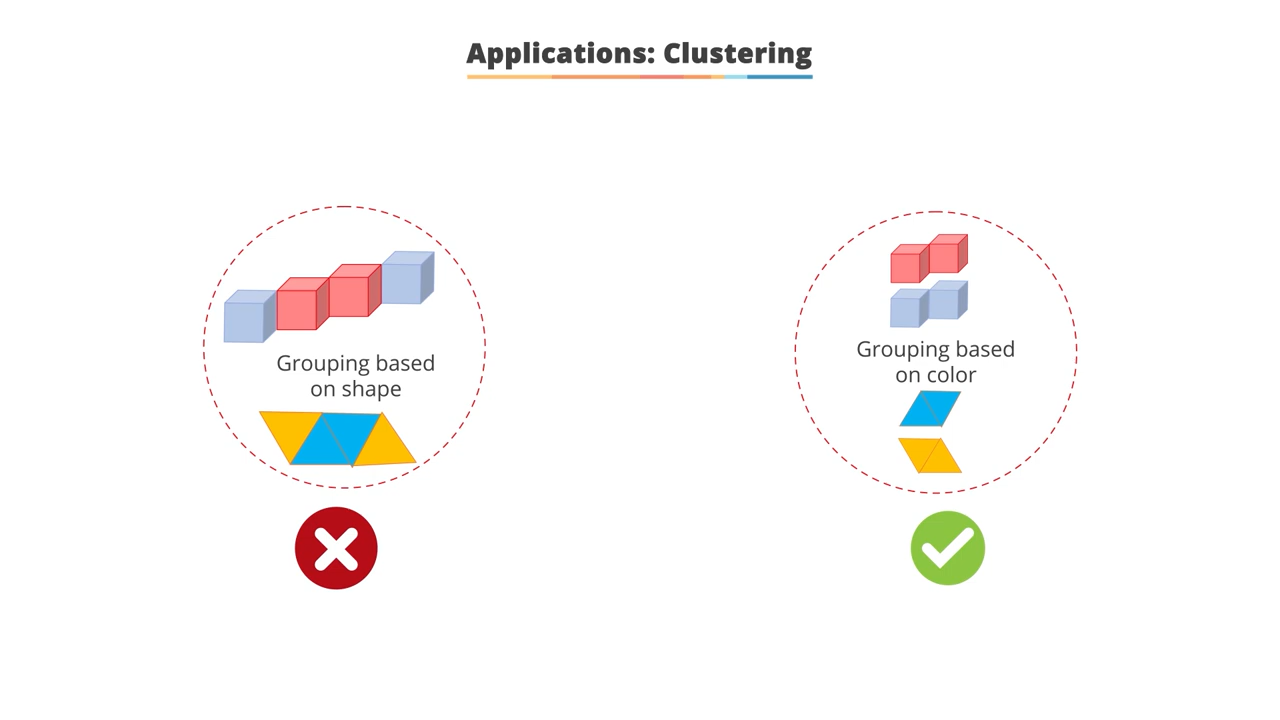 Applications: Clustering
Grouping based
on shape
Grouping based
on color